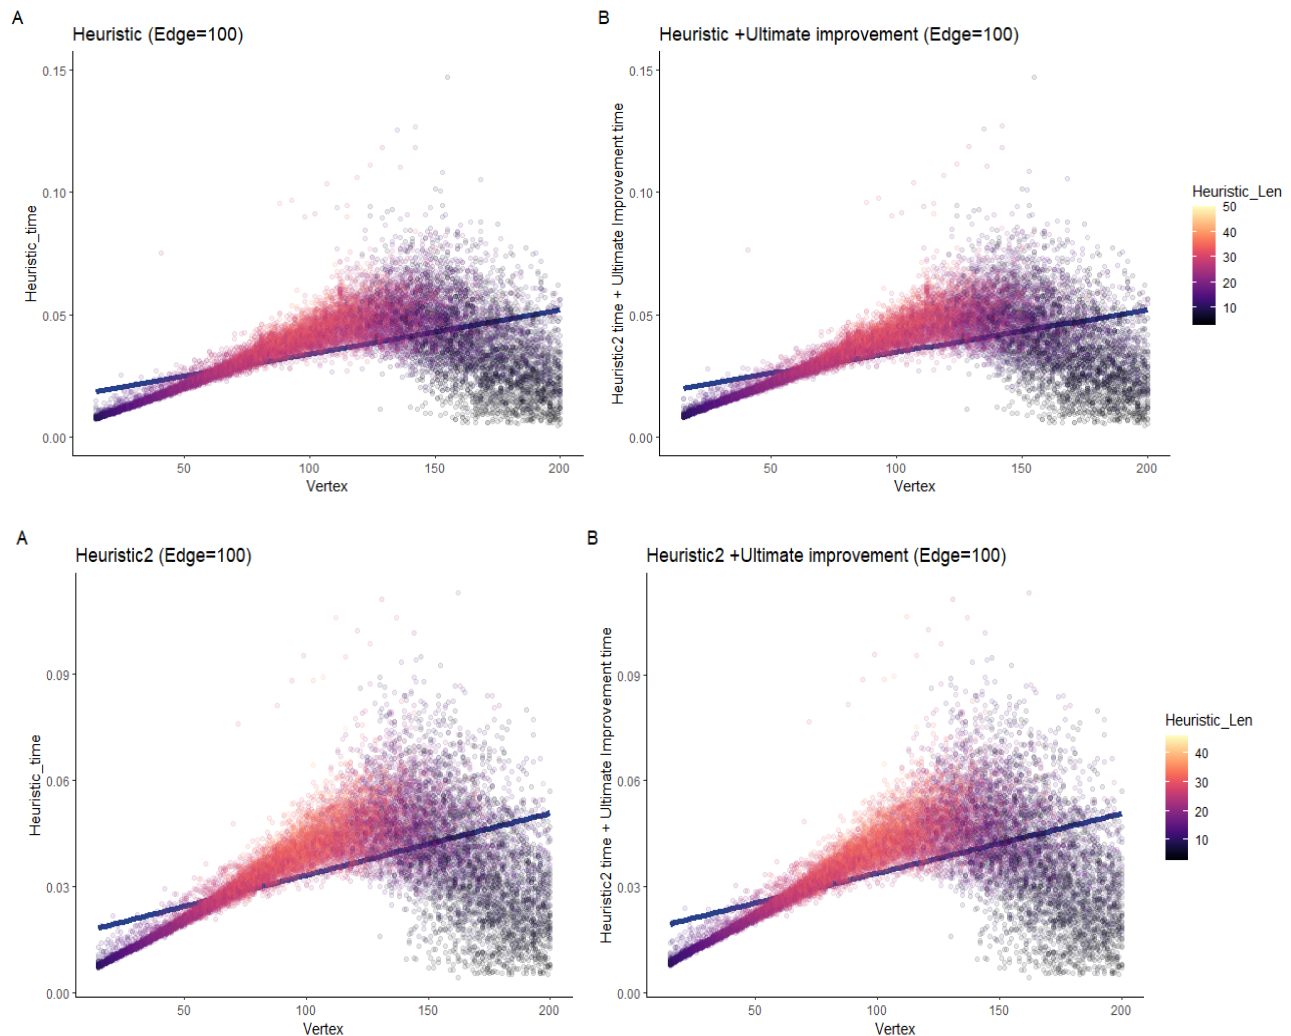 A
Heuristic (Edge=100)
0.15
0.10
0.05
0.00
Heuristic_time
50
100
150
200
Vertex
B
Heuristic +Ultimate improvement (Edge=100)
0.15
0.10
0.05
0.00
Heuristic2 time + Ultimate Improvement time
50
100
150
200
Vertex
Heuristic_Len
50
40
30
20
10
A
Heuristic2 (Edge=100)
0.09
0.06
0.03
0.00
Heuristic_time
50
100
150
200
Vertex
B
Heuristic2 +Ultimate improvement (Edge=100)
0.09
0.06
0.03
0.00
Heuristic2 time + Ultimate Improvement time
50
100
150
200
Vertex
Heuristic_Len
40
30
20
10